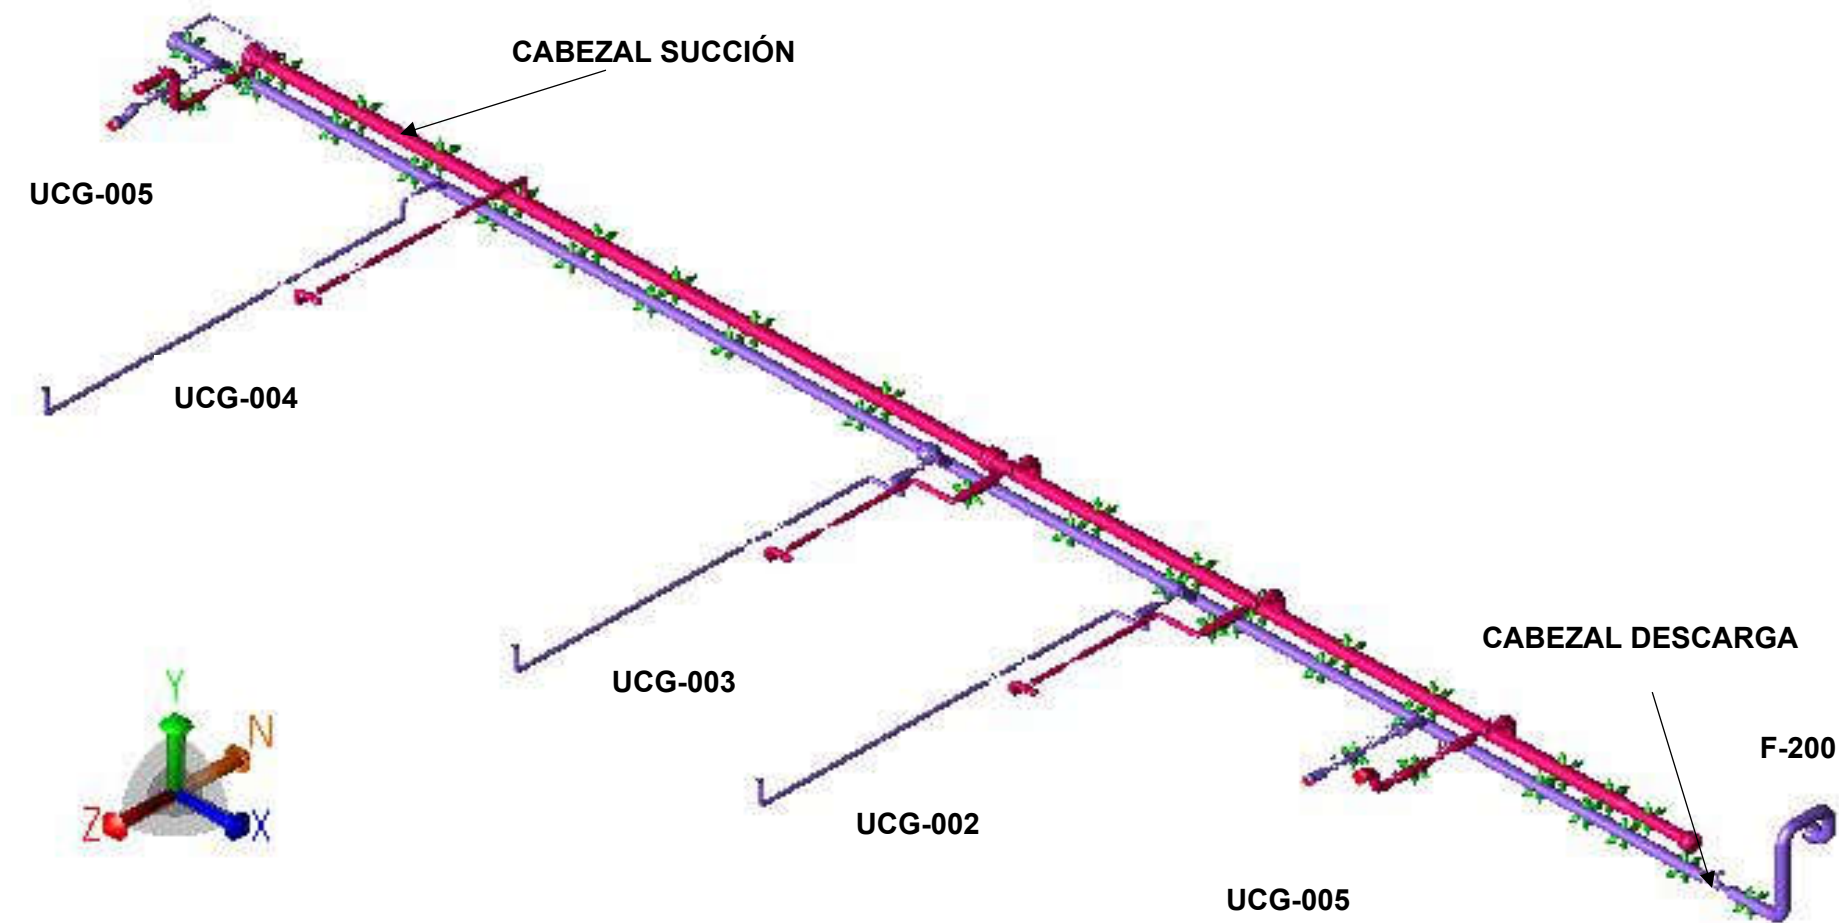 CABEZAL SUCCIÓN
UCG-005
UCG-004
CABEZAL DESCARGA
UCG-003
Y
N
F-200
Z
X
UCG-002
UCG-005